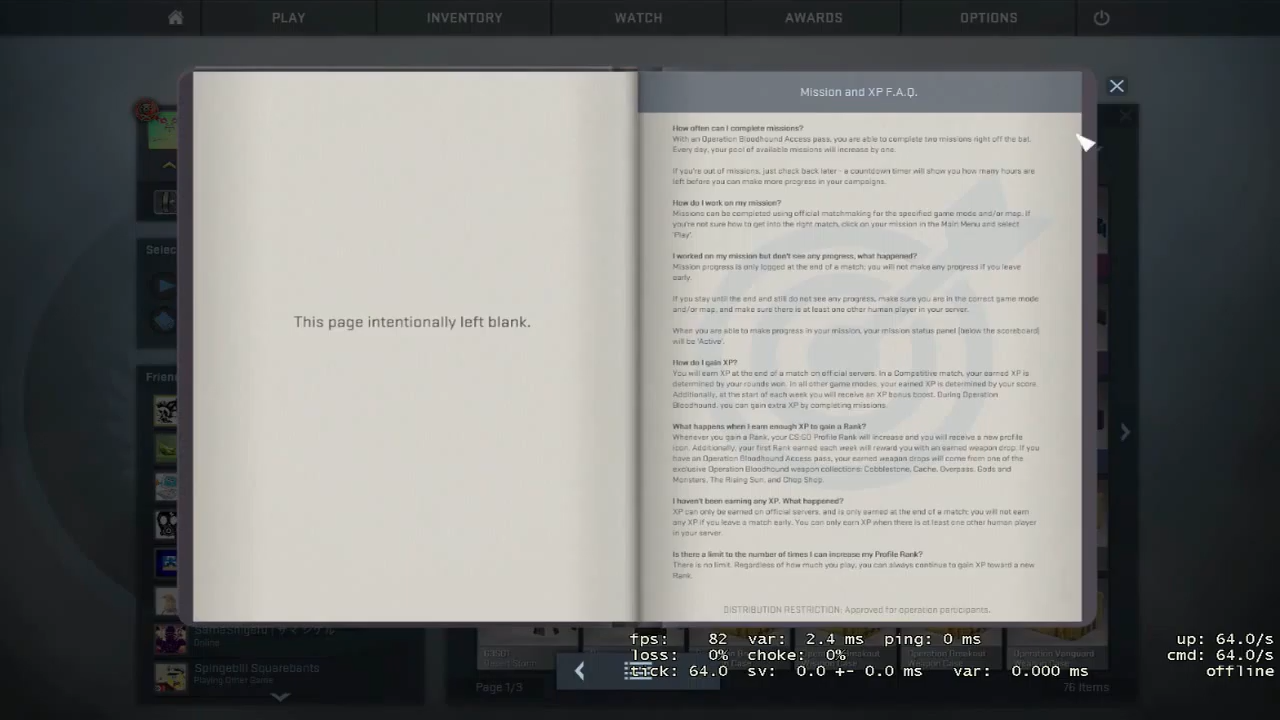 PLAY
INVENTORY
WATCH
AWARDS
OPTIONS
Mission and XP F.A.Q.
How often can I complete missions?
With an Operation Bloodhound Access pass, you are able to complete two missions right off the bat.
Every day, your pool of available missions will increase by one.
If you're out of missions, just check back later - a countdown timer will show you how many hours are
left before you can make more progress in your campaigns.
How do I work on my mission?
Missions can be completed using official matchmaking for the specified game mode and/or map. If
you're not sure how to get into the right match, click on your mission in the Main Menu and select
'Play'.
I worked on my mission but don't see any progress, what happened?
Mission progress is only logged at the end of a match; you will not make any progress if you leave
early.
If you stay until the end and still do not see any progress, make sure you are in the correct game mode
and/or map, and make sure there is at least one other human player in your server.
When you are able to make progress in your mission, your mission status panel (below the scoreboard)
will be 'Active'.
How do I gain XP?
You will earn XP at the end of a match on official servers. In a Competitive match, your earned XP is
determined by your rounds won. In all other game modes, your earned XP is determined by your score.
Additionally, at the start of each week you will receive an XP bonus boost. During Operation
Bloodhound, you can gain extra XP by completing missions.
What happens when I earn enough XP to gain a Rank?
Whenever you gain a Rank, your CS:GO Profile Rank will increase and you will receive a new profile
icon. Additionally, your first Rank earned each week will reward you with an earned weapon drop. If you
have an Operation Bloodhound Access pass, your earned weapon drops will come from one of the
exclusive Operation Bloodhound weapon collections: Cobblestone, Cache, Overpass, Gods and
Monsters, The Rising Sun, and Chop Shop.
I haven't been earning any XP. What happened?
XP can only be earned on official servers, and is only earned at the end of a match; you will not earn
any XP if you leave a match early. You can only earn XP when there is at least one other human player
in your server.
Is there a limit to the number of times I can increase my Profile Rank?
There is no limit. Regardless of how much you play, you can always continue to gain XP toward a new
Rank.
DISTRIBUTION RESTRICTION: Approved for operation participants.
This page intentionally left blank.
Selec
Frien
Online
Spingebill Squarebants
Playing Other Game
Page 1/3
76 Items
Operation Breakout
Operation Vanguard
fps: 82 var: 2.4 ms ping: 0 ms
loss: 0% choke: 0%
tick: 64.0 sv: 0.0 +- 0.0 ms var: 0.000 ms
up: 64.0/s
cmd: 64.0/s
offline